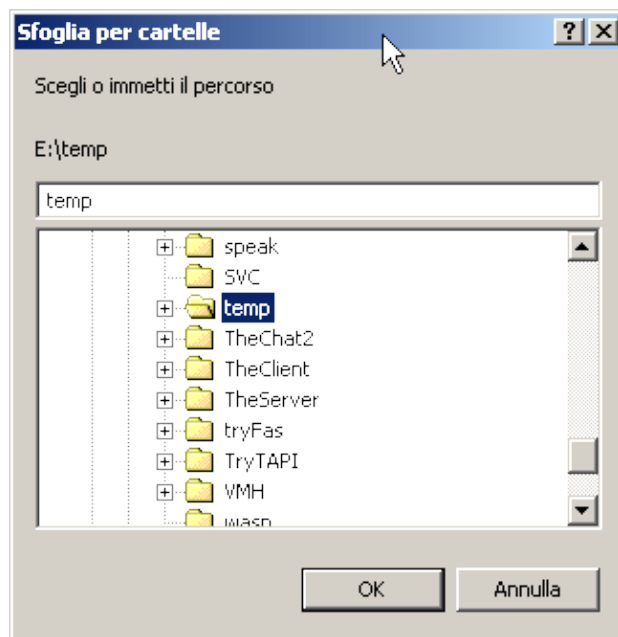 Sfoglia per cartelle
Scegli o immetti il percorso
E:\temp
temp
speak
SVC
temp
TheChat2
TheClient
TheServer
tryFas
TryTAPI
VMH
wasp
OK Annulla